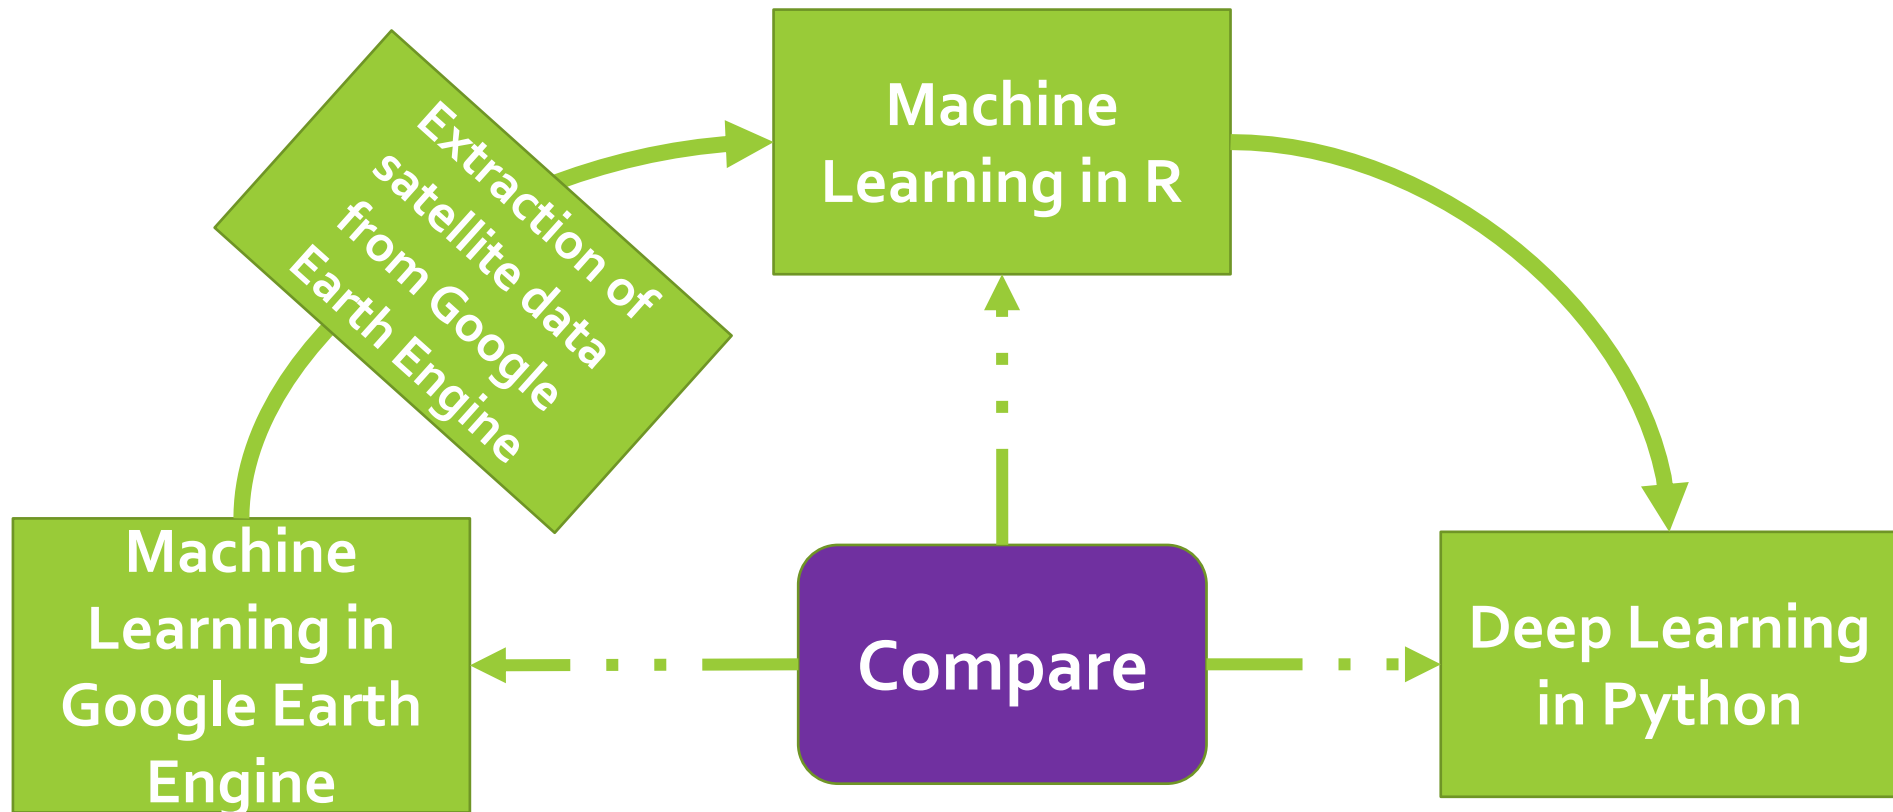 Machine
Learning in
Google Earth
Engine
Extraction of
satellite data
from Google
Earth Engine
Machine
Learning in R
Compare
Deep Learning
in Python